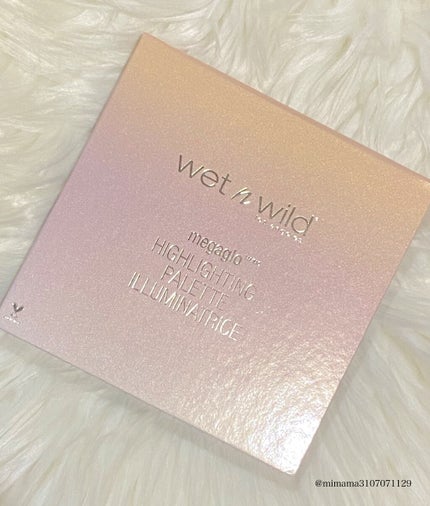 wet n wild
megaglo
HIGHLIGHTING
PALETTE
ILLUMINATRICE
@mimama3107071129